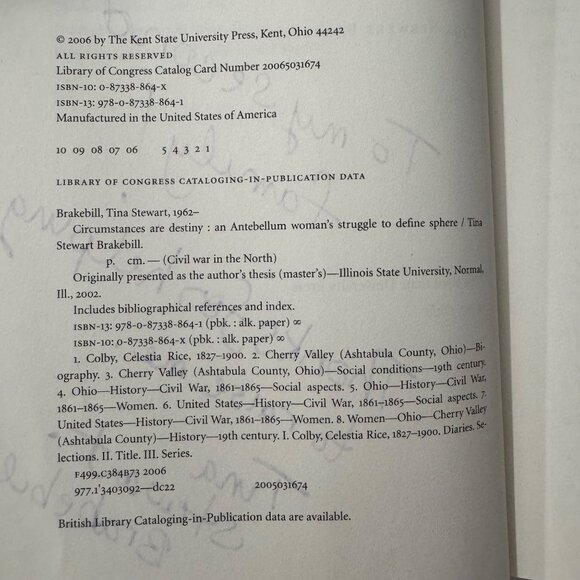 © 2006 by The Kent State University Press, Kent, Ohio 44242
ALL RIGHTS RESERVED
Library of Congress Catalog Card Number 20065031674
ISBN-10: 0-87338-864-X
ISBN-13: 978-0-87338-864-1
Manufactured in the United States of America
10 09 08 07 06 5 4 3 2 1
LIBRARY OF CONGRESS CATALOGING-IN-PUBLICATION DATA
Brakebill, Tina Stewart, 1962–
Circumstances are destiny : an Antebellum woman's struggle to define sphere / Tina
Stewart Brakebill.
p. cm. — (Civil war in the North)
Originally presented as the author's thesis (master's)—Illinois State University, Normal,
Ill., 2002.
Includes bibliographical references and index.
ISBN-13: 978-0-87338-864-1 (pbk. : alk. paper) ∞
ISBN-10: 0-87338-864-X (pbk. : alk. paper) ∞
1. Colby, Celestia Rice, 1827–1900. 2. Cherry Valley (Ashtabula County, Ohio)—Bi-
ography. 3. Cherry Valley (Ashtabula County, Ohio)—Social conditions—19th century.
4. Ohio—History—Civil War, 1861–1865—Social aspects. 5. Ohio—History—Civil War,
1861–1865—Women. 6. United States—History—Civil War, 1861–1865—Social aspects. 7.
United States—History—Civil War, 1861–1865—Women. 8. Women—Ohio—Cherry Valley
(Ashtabula County)—History—19th century. I. Colby, Celestia Rice, 1827–1900. Diaries. Se-
lections. II. Title. III. Series.
F499.C384B73 2006
977.1'3403092—dc22 2005031674
British Library Cataloging-in-Publication data are available.
To my
family
Tina
Brakebill